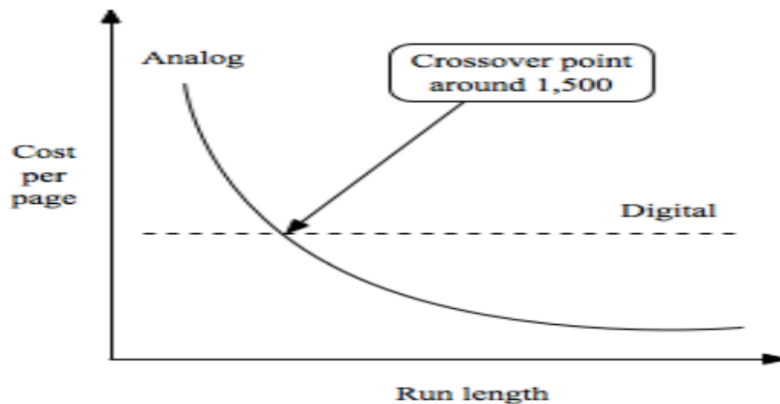 Analog
Crossover point
around 1,500
Cost
per
page
Digital
Run length